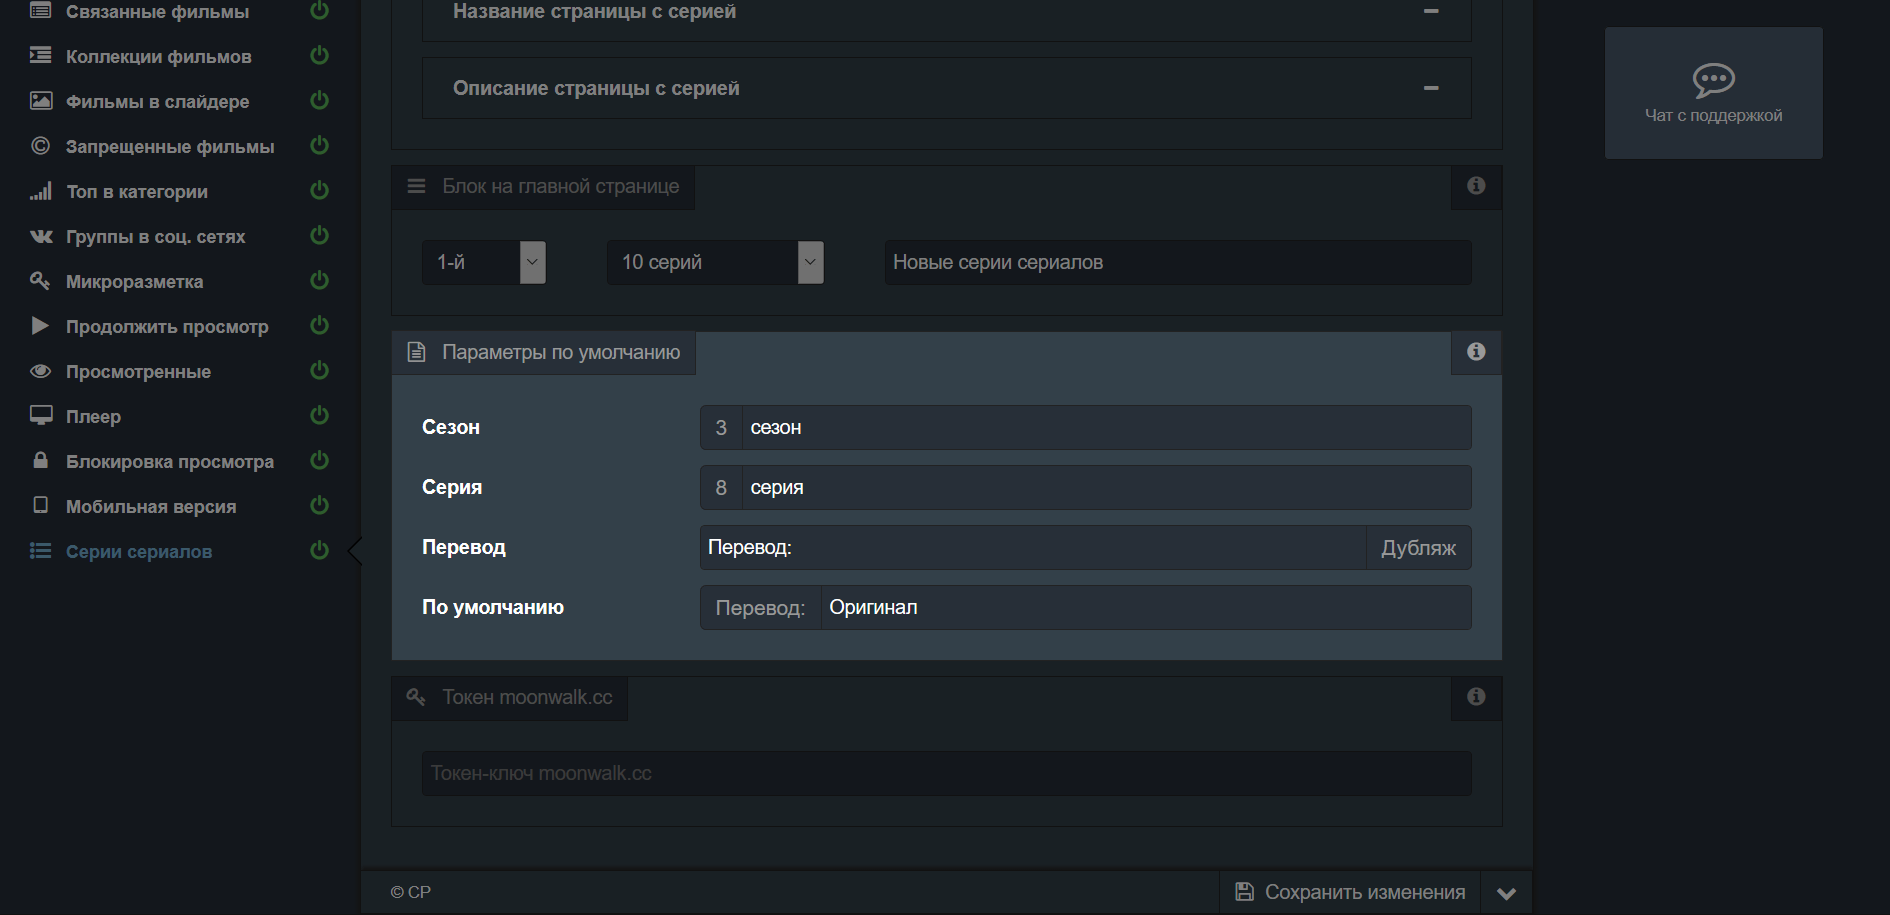 Связанные фильмы
Коллекции фильмов
Фильмы в слайдере
Запрещенные фильмы
Топ в категории
Группы в соц. сетях
Микроразметка
Продолжить просмотр
Просмотренные
Плеер
Блокировка просмотра
Мобильная версия
Серии сериалов
Название страницы с серией
Описание страницы с серией
Блок на главной странице
1-й 10 серий Новые серии сериалов
Параметры по умолчанию
Сезон 3 сезон
Серия 8 серия
Перевод Перевод: Дубляж
По умолчанию Перевод: Оригинал
Токен moonwalk.cc
Токен-ключ moonwalk.cc
© CP Сохранить изменения
Чат с поддержкой